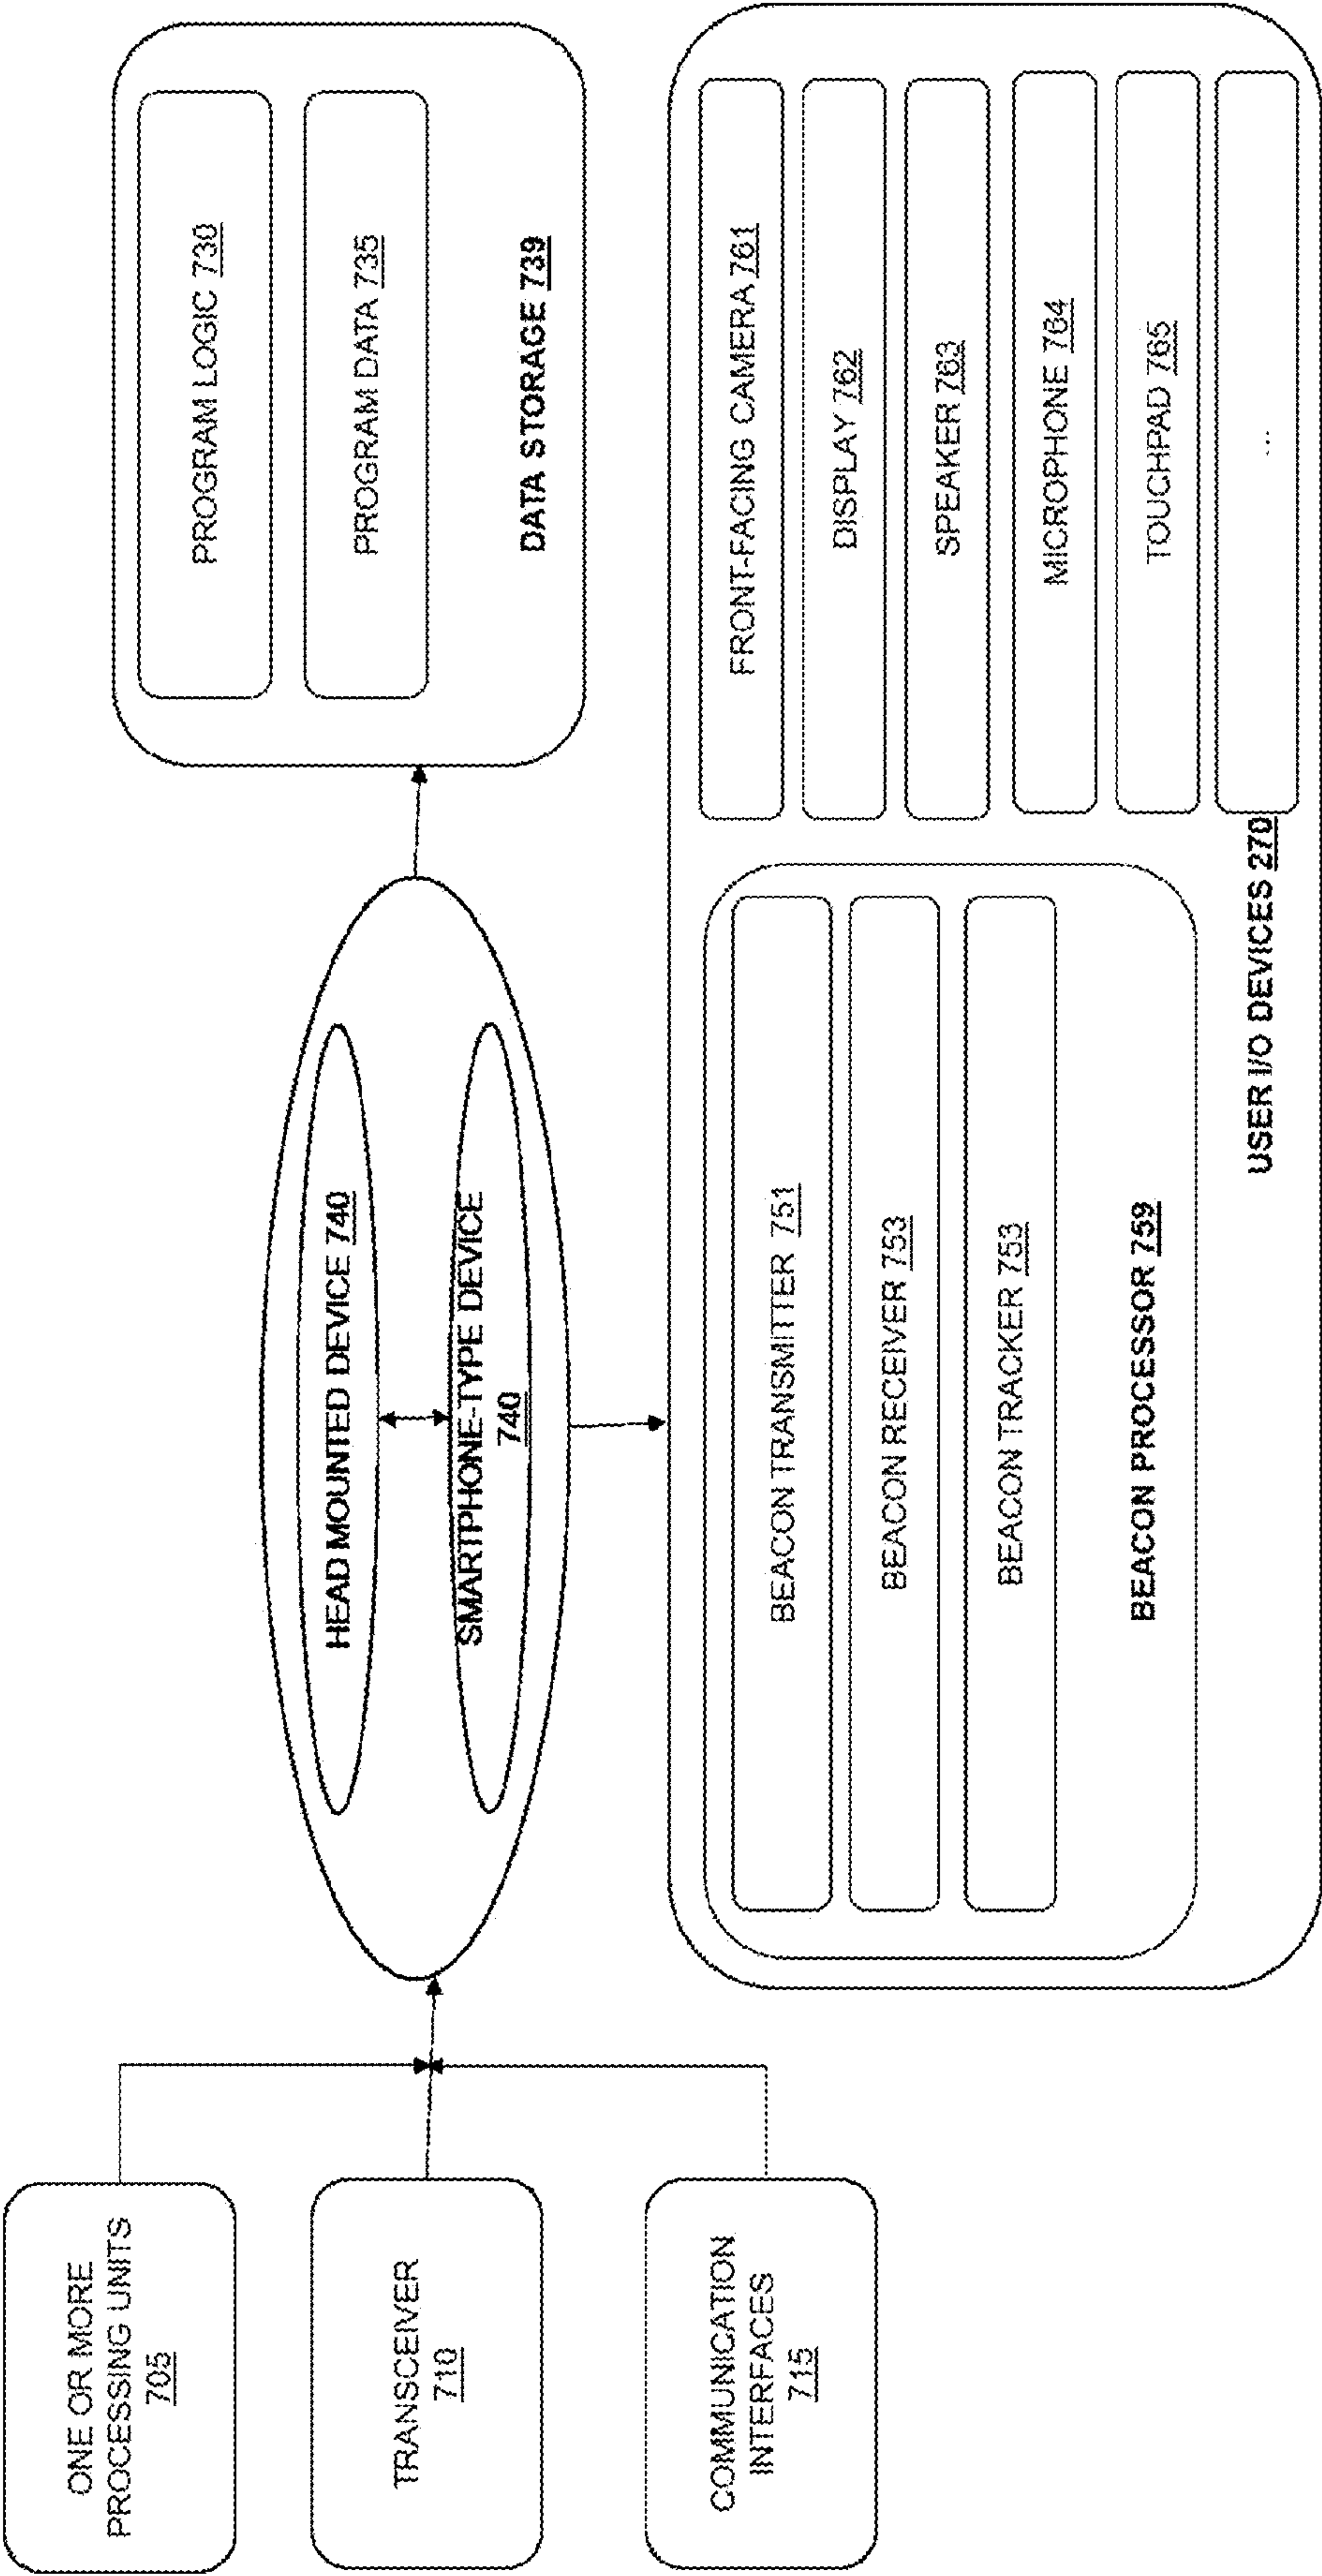 ONE OR MORE
PROCESSING UNITS
705
TRANSCEIVER
710
COMMUNICATION
INTERFACES
715
HEAD MOUNTED DEVICE 740
SMARTPHONE-TYPE DEVICE
740
PROGRAM LOGIC 730
PROGRAM DATA 735
DATA STORAGE 739
BEACON TRANSMITTER 751
BEACON RECEIVER 753
BEACON TRACKER 753
BEACON PROCESSOR 759
FRONT-FACING CAMERA 761
DISPLAY 762
SPEAKER 763
MICROPHONE 764
TOUCHPAD 765
...
USER I/O DEVICES 270